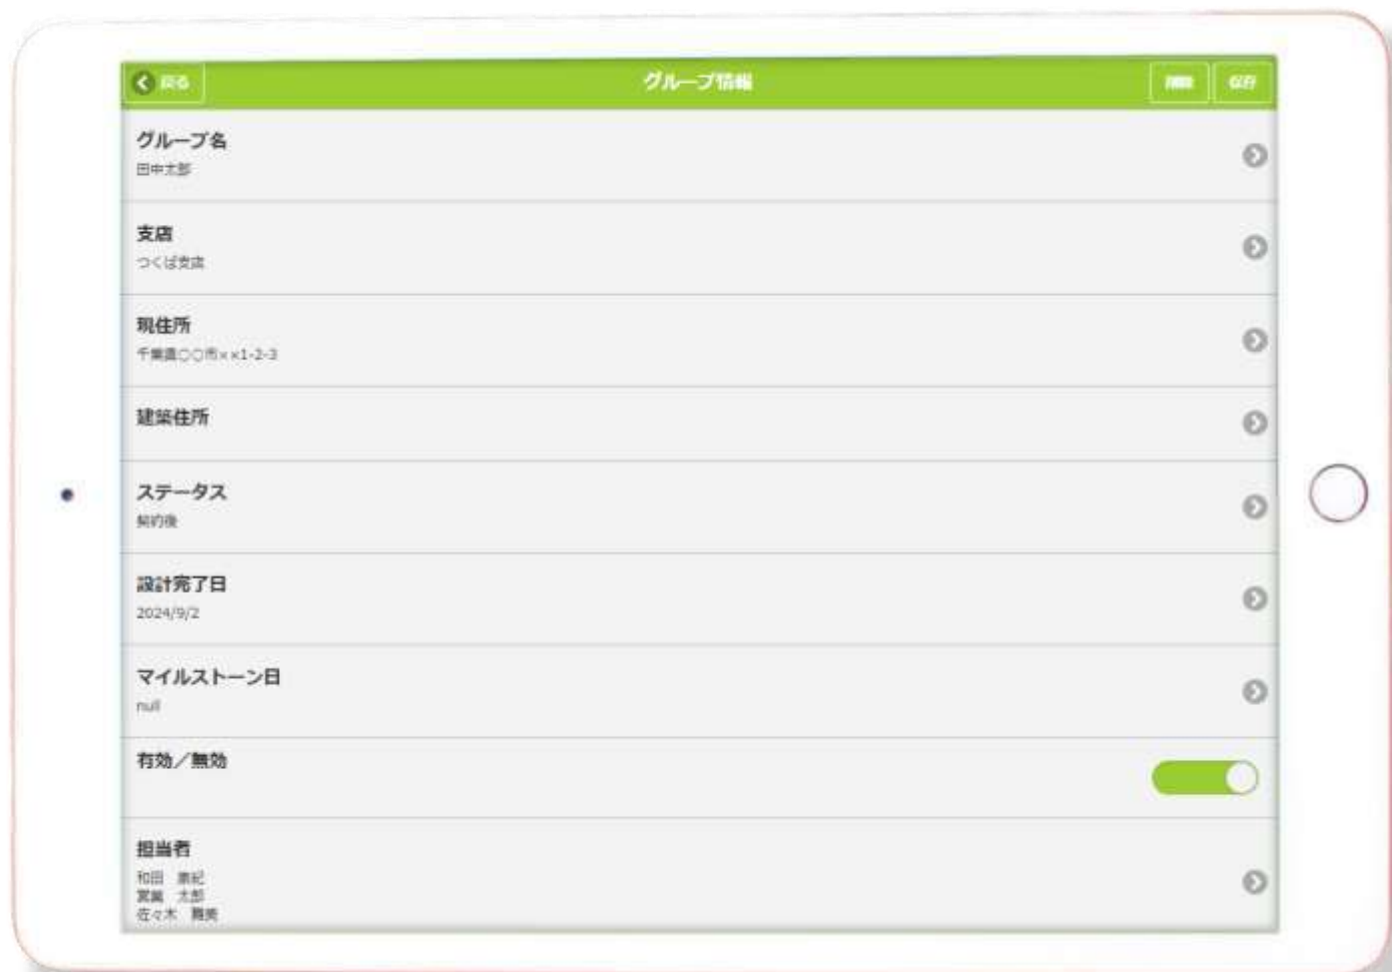 戻る
グループ情報
保存
グループ名
田中太郎
支店
つくば支店
現住所
千葉県○○市××1-2-3
建築住所
ステータス
契約後
設計完了日
2024/9/2
マイルストーン日
null
有効／無効
担当者
和田
営業 太郎
佐々木